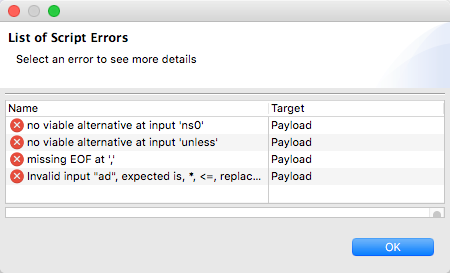 List of Script Errors
Select an error to see more details
Name Target
no viable alternative at input 'ns0' Payload
no viable alternative at input 'unless' Payload
missing EOF at ',' Payload
Invalid input "ad", expected is, *, <=, replac... Payload
OK